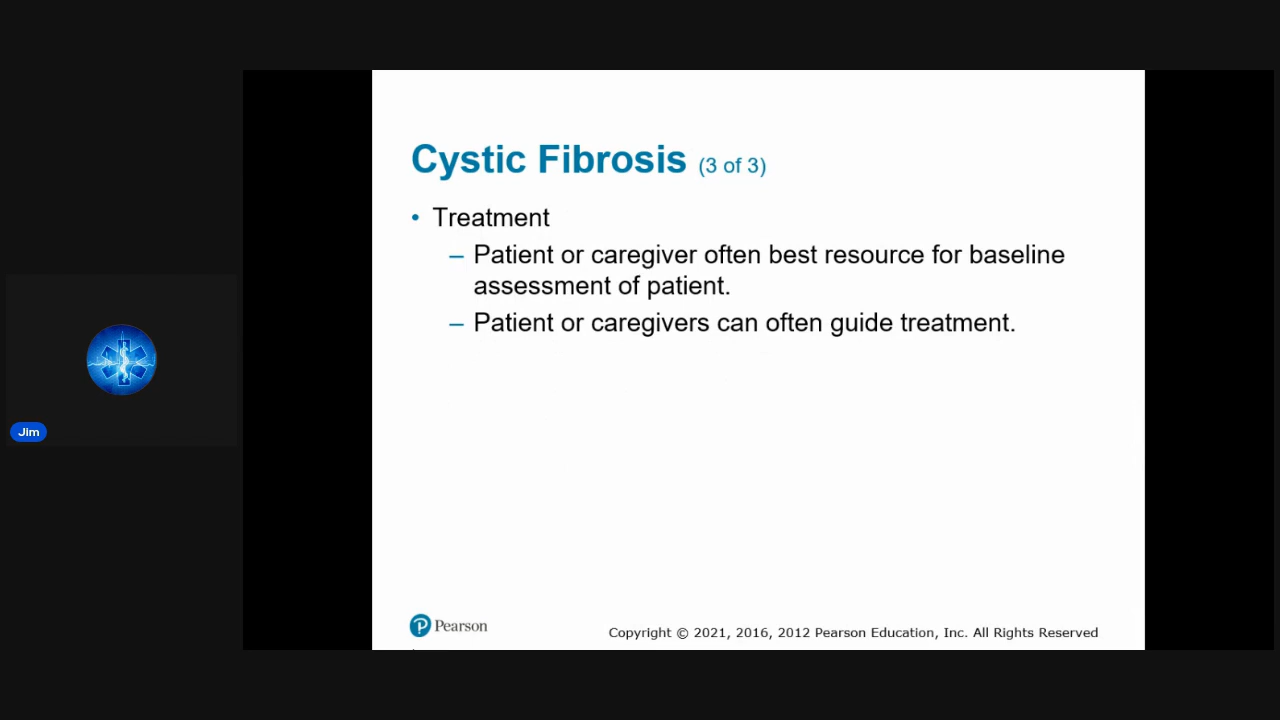 Cystic Fibrosis (3 of 3)
• Treatment
– Patient or caregiver often best resource for baseline
assessment of patient.
– Patient or caregivers can often guide treatment.
Jim
Pearson
Copyright © 2021, 2016, 2012 Pearson Education, Inc. All Rights Reserved